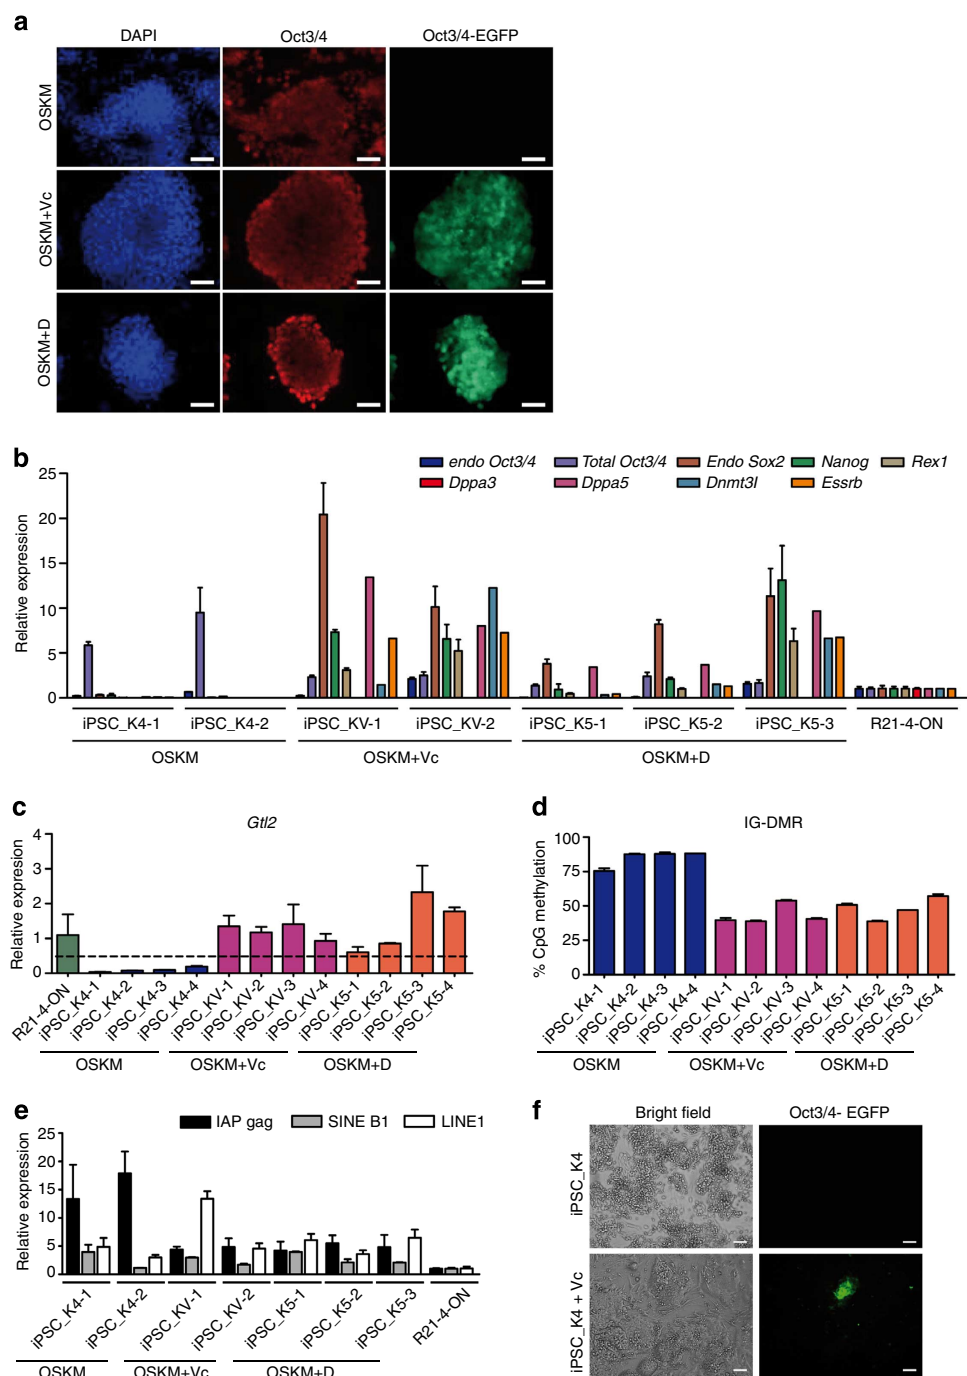 a
DAPI
Oct3/4
Oct3/4-EGFP
OSKM
OSKM+Vc
OSKM+D
b
endo Oct3/4
Total Oct3/4
Endo Sox2
Nanog
Rex1
Dppa3
Dppa5
Dnmt3l
Essrb
Relative expression
25
20
15
10
5
0
iPSC_K4-1
iPSC_K4-2
iPSC_KV-1
iPSC_KV-2
iPSC_K5-1
iPSC_K5-2
iPSC_K5-3
R21-4-ON
OSKM
OSKM+Vc
OSKM+D
c
Gtl2
Relative expresion
4
3
2
1
0
R21-4-ON
iPSC_K4-1
iPSC_K4-2
iPSC_K4-3
iPSC_K4-4
iPSC_KV-1
iPSC_KV-2
iPSC_KV-3
iPSC_KV-4
iPSC_K5-1
iPSC_K5-2
iPSC_K5-3
iPSC_K5-4
OSKM
OSKM+Vc
OSKM+D
d
IG-DMR
% CpG methylation
100
75
50
25
0
iPSC_K4-1
iPSC_K4-2
iPSC_K4-3
iPSC_K4-4
iPSC_KV-1
iPSC_KV-2
iPSC_KV-3
iPSC_KV-4
iPSC_K5-1
iPSC_K5-2
iPSC_K5-3
iPSC_K5-4
OSKM
OSKM+Vc
OSKM+D
e
IAP gag
SINE B1
LINE1
Relative expression
25
20
15
10
5
0
iPSC_K4-1
iPSC_K4-2
iPSC_KV-1
iPSC_KV-2
iPSC_K5-1
iPSC_K5-2
iPSC_K5-3
R21-4-ON
OSKM
OSKM+Vc
OSKM+D
f
Bright field
Oct3/4- EGFP
iPSC_K4
iPSC_K4 + Vc